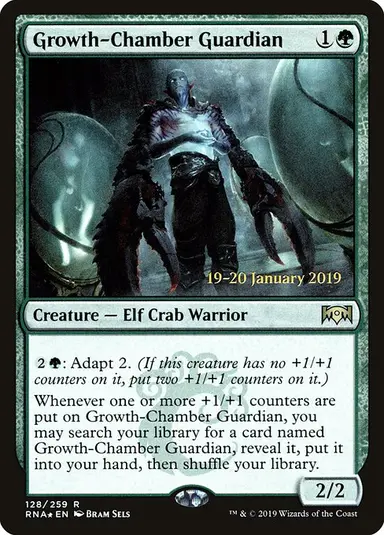 Growth-Chamber Guardian 1
19-20 January 2019
Creature — Elf Crab Warrior
2: Adapt 2. (If this creature has no +1/+1
counters on it, put two +1/+1 counters on it.)
Whenever one or more +1/+1 counters are
put on Growth-Chamber Guardian, you
may search your library for a card named
Growth-Chamber Guardian, reveal it, put it
into your hand, then shuffle your library.
2/2
128/259 R
RNA★EN Bram Sels
™ & © 2019 Wizards of the Coast